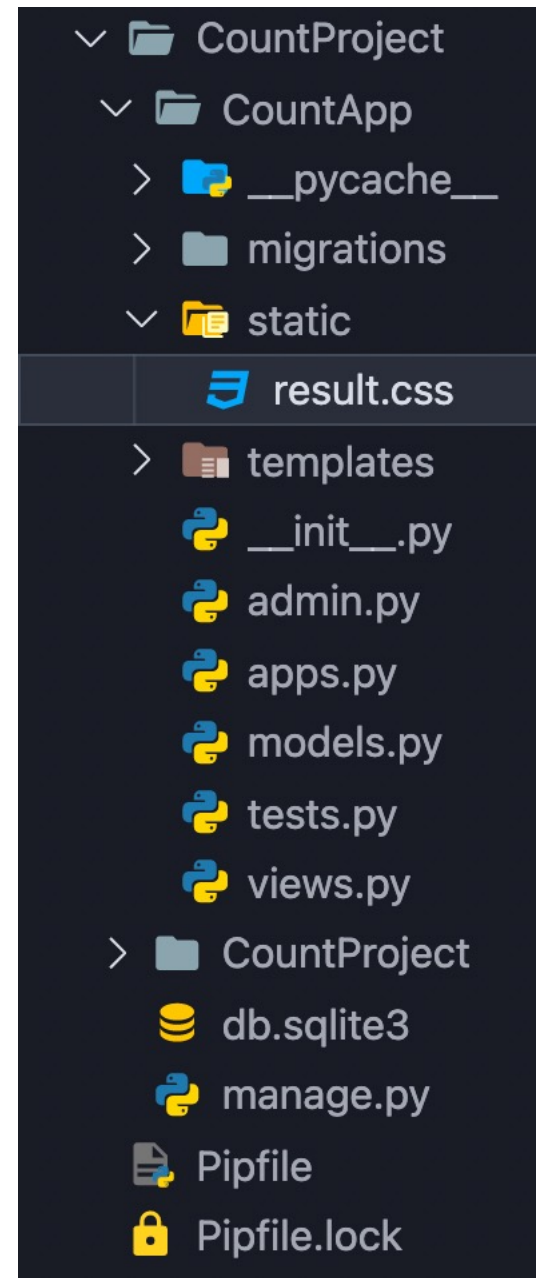 CountProject
CountApp
__pycache__
migrations
static
result.css
templates
__init__.py
admin.py
apps.py
models.py
tests.py
views.py
CountProject
db.sqlite3
manage.py
Pipfile
Pipfile.lock